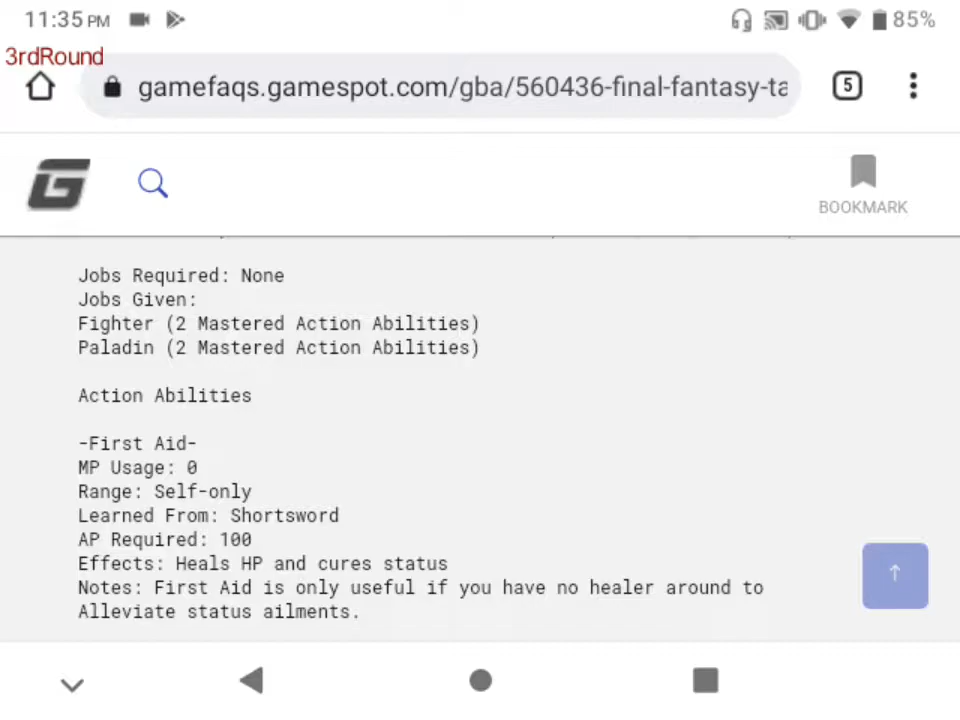 11:35 PM
85%
3rdRound
gamefaqs.gamespot.com/gba/560436-final-fantasy-ta
5
G
BOOKMARK
Jobs Required: None
Jobs Given:
Fighter (2 Mastered Action Abilities)
Paladin (2 Mastered Action Abilities)
Action Abilities
-First Aid-
MP Usage: 0
Range: Self-only
Learned From: Shortsword
AP Required: 100
Effects: Heals HP and cures status
Notes: First Aid is only useful if you have no healer around to
Alleviate status ailments.